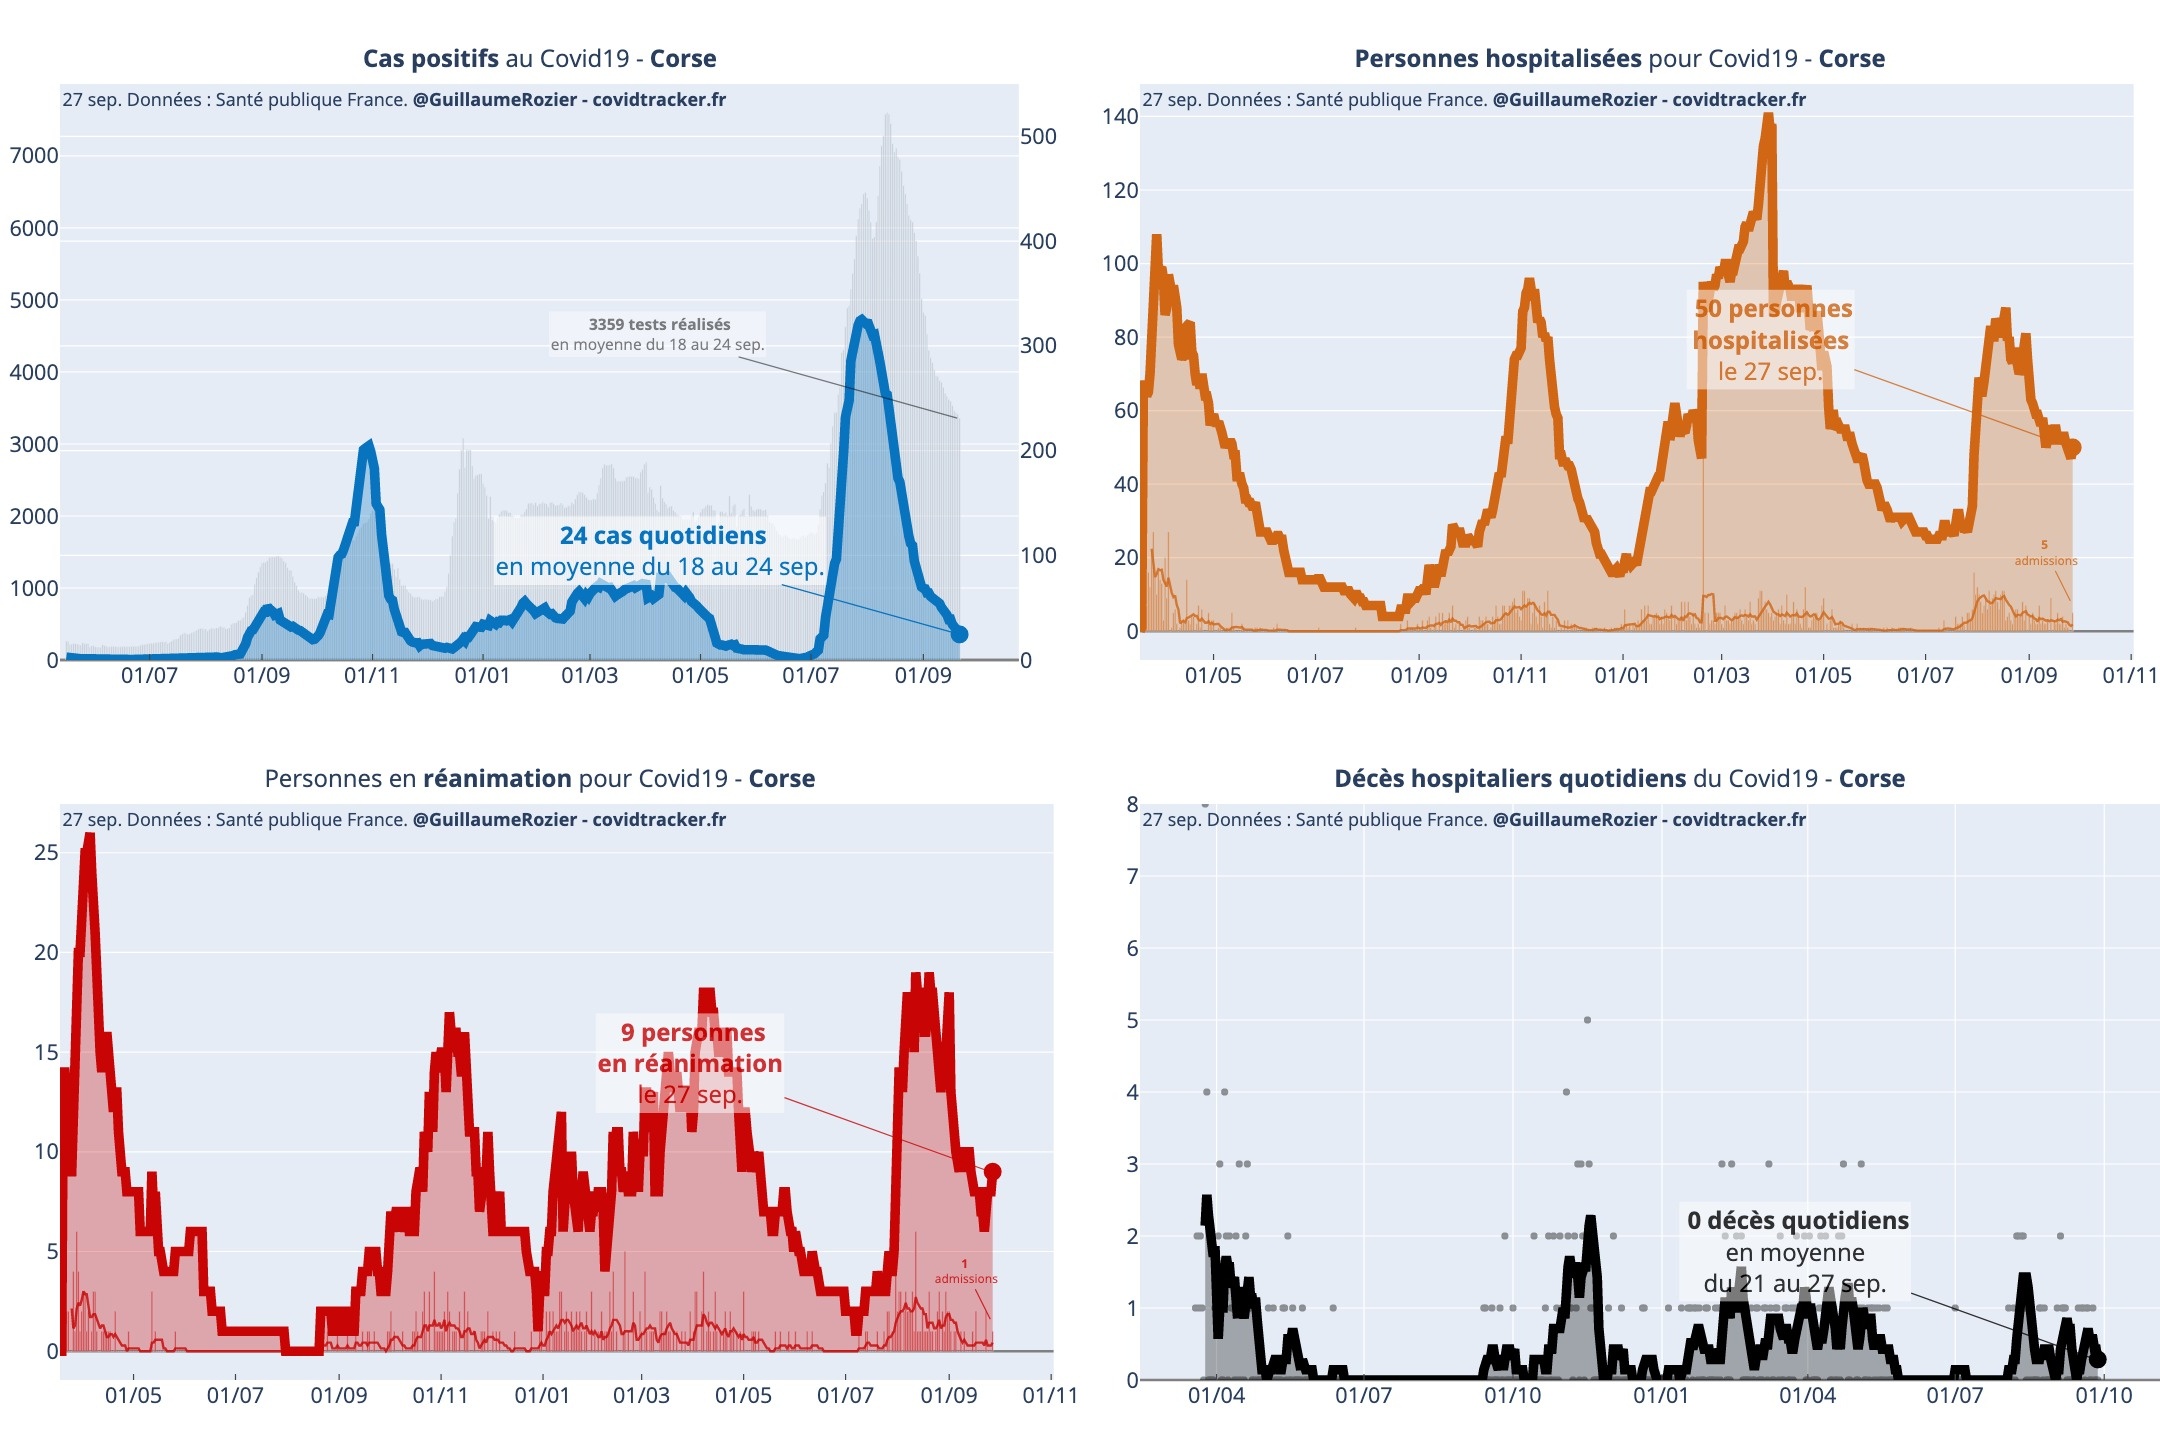 Cas positifs au Covid19 - Corse
27 sep. Données : Santé publique France. @GuillaumeRozier - covidtracker.fr
7000
6000
5000
4000
3000
2000
1000
0
500
400
300
200
100
0
3359 tests réalisés
en moyenne du 18 au 24 sep.
24 cas quotidiens
en moyenne du 18 au 24 sep.
01/07 01/09 01/11 01/01 01/03 01/05 01/07 01/09
Personnes hospitalisées pour Covid19 - Corse
27 sep. Données : Santé publique France. @GuillaumeRozier - covidtracker.fr
140
120
100
80
60
40
20
0
50 personnes
hospitalisées
le 27 sep.
5
admissions
01/05 01/07 01/09 01/11 01/01 01/03 01/05 01/07 01/09 01/11
Personnes en réanimation pour Covid19 - Corse
27 sep. Données : Santé publique France. @GuillaumeRozier - covidtracker.fr
25
20
15
10
5
0
9 personnes
en réanimation
le 27 sep.
1
admissions
01/05 01/07 01/09 01/11 01/01 01/03 01/05 01/07 01/09 01/11
Décès hospitaliers quotidiens du Covid19 - Corse
27 sep. Données : Santé publique France. @GuillaumeRozier - covidtracker.fr
8
7
6
5
4
3
2
1
0
0 décès quotidiens
en moyenne
du 21 au 27 sep.
01/04 01/07 01/10 01/01 01/04 01/07 01/10